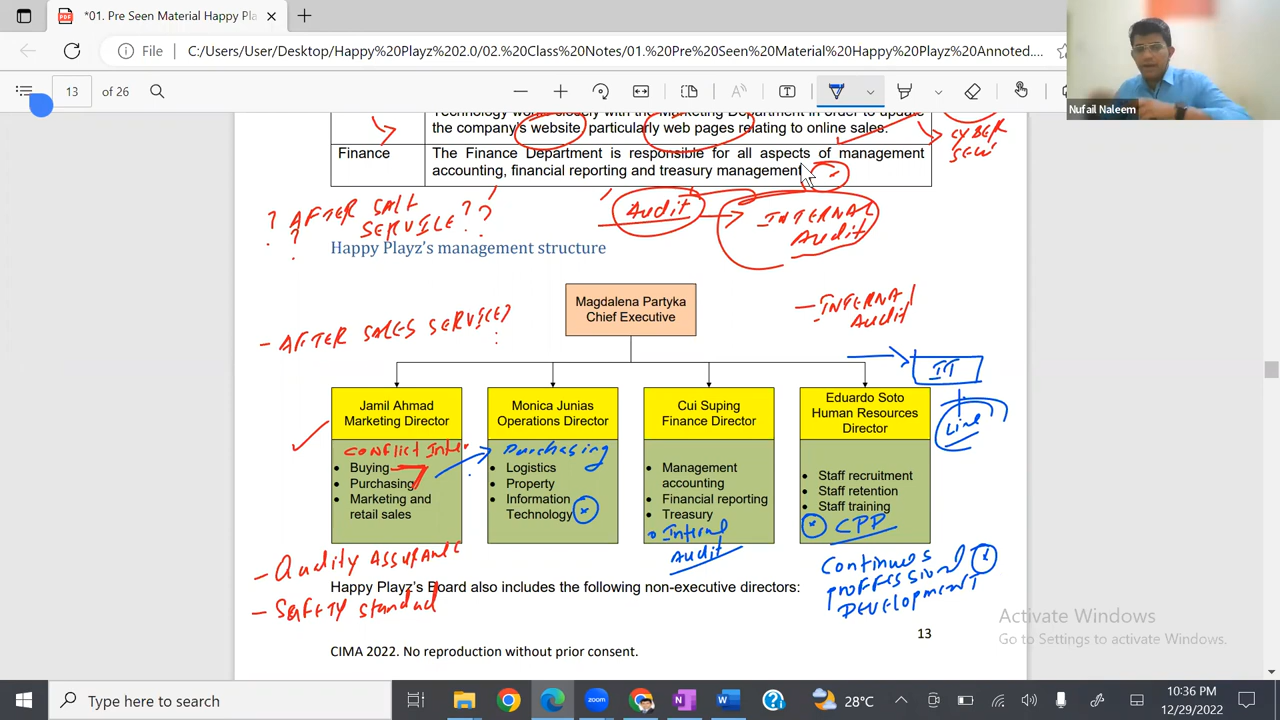 *01. Pre Seen Material Happy Pla
File
C:/Users/User/Desktop/Happy%20Playz%202.0/02.%20Class%20Notes/01.%20Pre%20Seen%20Material%20Happy%20Playz%20Annoted....
13
of 26
Nufail Naleem
Technology work closely with the Marketing Department in order to update
the company's website, particularly web pages relating to online sales.
CYBER
Finance
The Finance Department is responsible for all aspects of management
accounting, financial reporting and treasury management
? AFTER SALE
SERVICE??
?
Audit
INTERNAL
Audit
Happy Playz's management structure
Magdalena Partyka
Chief Executive
- INTERNAL
Audit
- AFTER SALES SERVICE?
IT
Line
Jamil Ahmad
Marketing Director
Monica Junias
Operations Director
Cui Suping
Finance Director
Eduardo Soto
Human Resources
Director
Conflict Inte
• Buying
• Purchasing
• Marketing and
retail sales
Purchasing
• Logistics
• Property
• Information
Technology
• Management
accounting
• Financial reporting
• Treasury
• Internal
Audit
• Staff recruitment
• Staff retention
• Staff training
CPP
Continues
proffessional
DEVElopMENT
- Quality Assurance
- Safety Standad
Happy Playz's Board also includes the following non-executive directors:
Activate Windows
Go to Settings to activate Windows.
13
CIMA 2022. No reproduction without prior consent.
Type here to search
zoom
28°C
10:36 PM
12/29/2022